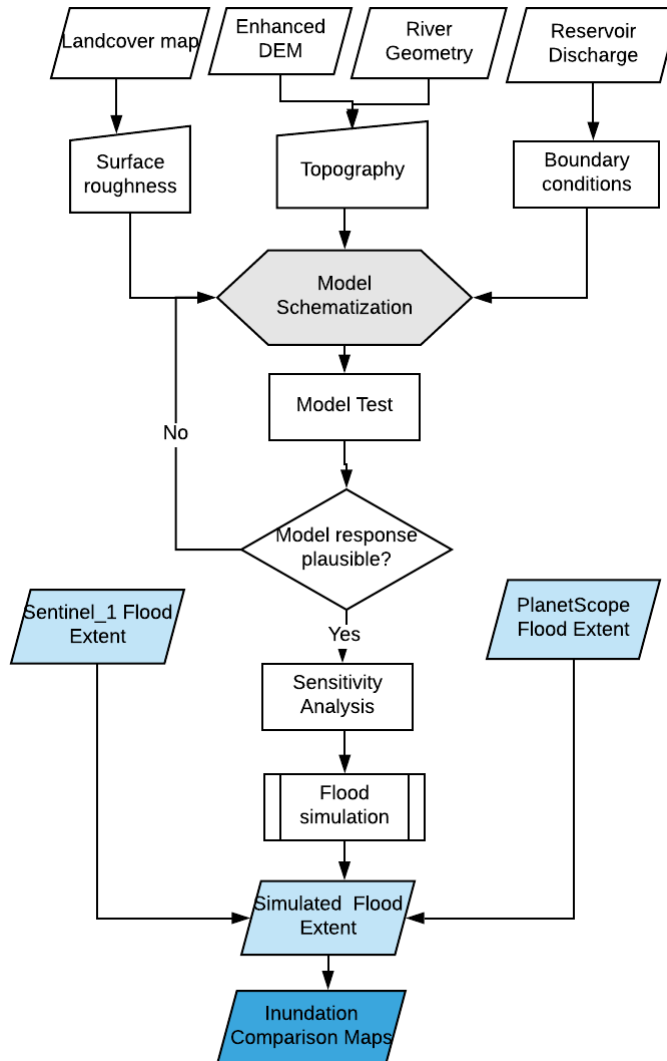 Landcover map
Enhanced
DEM
River
Geometry
Reservoir
Discharge
Surface
roughness
Topography
Boundary
conditions
Model
Schematization
Model Test
No
Model response
plausible?
Sentinel_1 Flood
Extent
PlanetScope
Flood Extent
Yes
Sensitivity
Analysis
Flood
simulation
Simulated Flood
Extent
Inundation
Comparison Maps